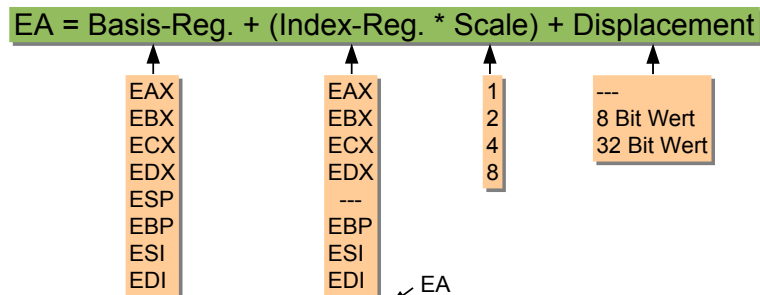 EA = Basis-Reg. + (Index-Reg. * Scale) + Displacement
EAX
EBX
ECX
EDX
ESP
EBP
ESI
EDI
EAX
EBX
ECX
EDX
---
EBP
ESI
EDI
1
2
4
8
---
8 Bit Wert
32 Bit Wert
EA